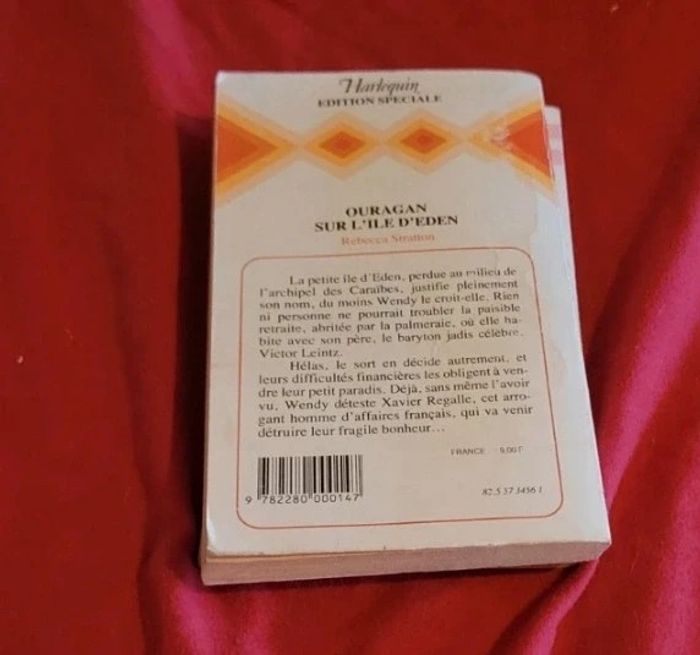 Harlequin
EDITION SPECIALE
OURAGAN
SUR L'ILE D'EDEN
Rebecca Stratton
La petite île d'Eden, perdue au milieu de
l'archipel des Caraïbes, justifie pleinement
son nom, du moins Wendy le croit-elle. Rien
ni personne ne pourrait troubler la paisible
retraite, abritée par la palmeraie, où elle ha-
bite avec son père, le baryton jadis célèbre,
Victor Leintz.
Hélas, le sort en décide autrement, et
leurs difficultés financières les obligent à ven-
dre leur petit paradis. Déjà, sans même l'avoir
vu, Wendy déteste Xavier Regalle, cet arro-
gant homme d'affaires français, qui va venir
détruire leur fragile bonheur...
FRANCE : 9,00 F
9 782280 000147
82.5 37 3456 1